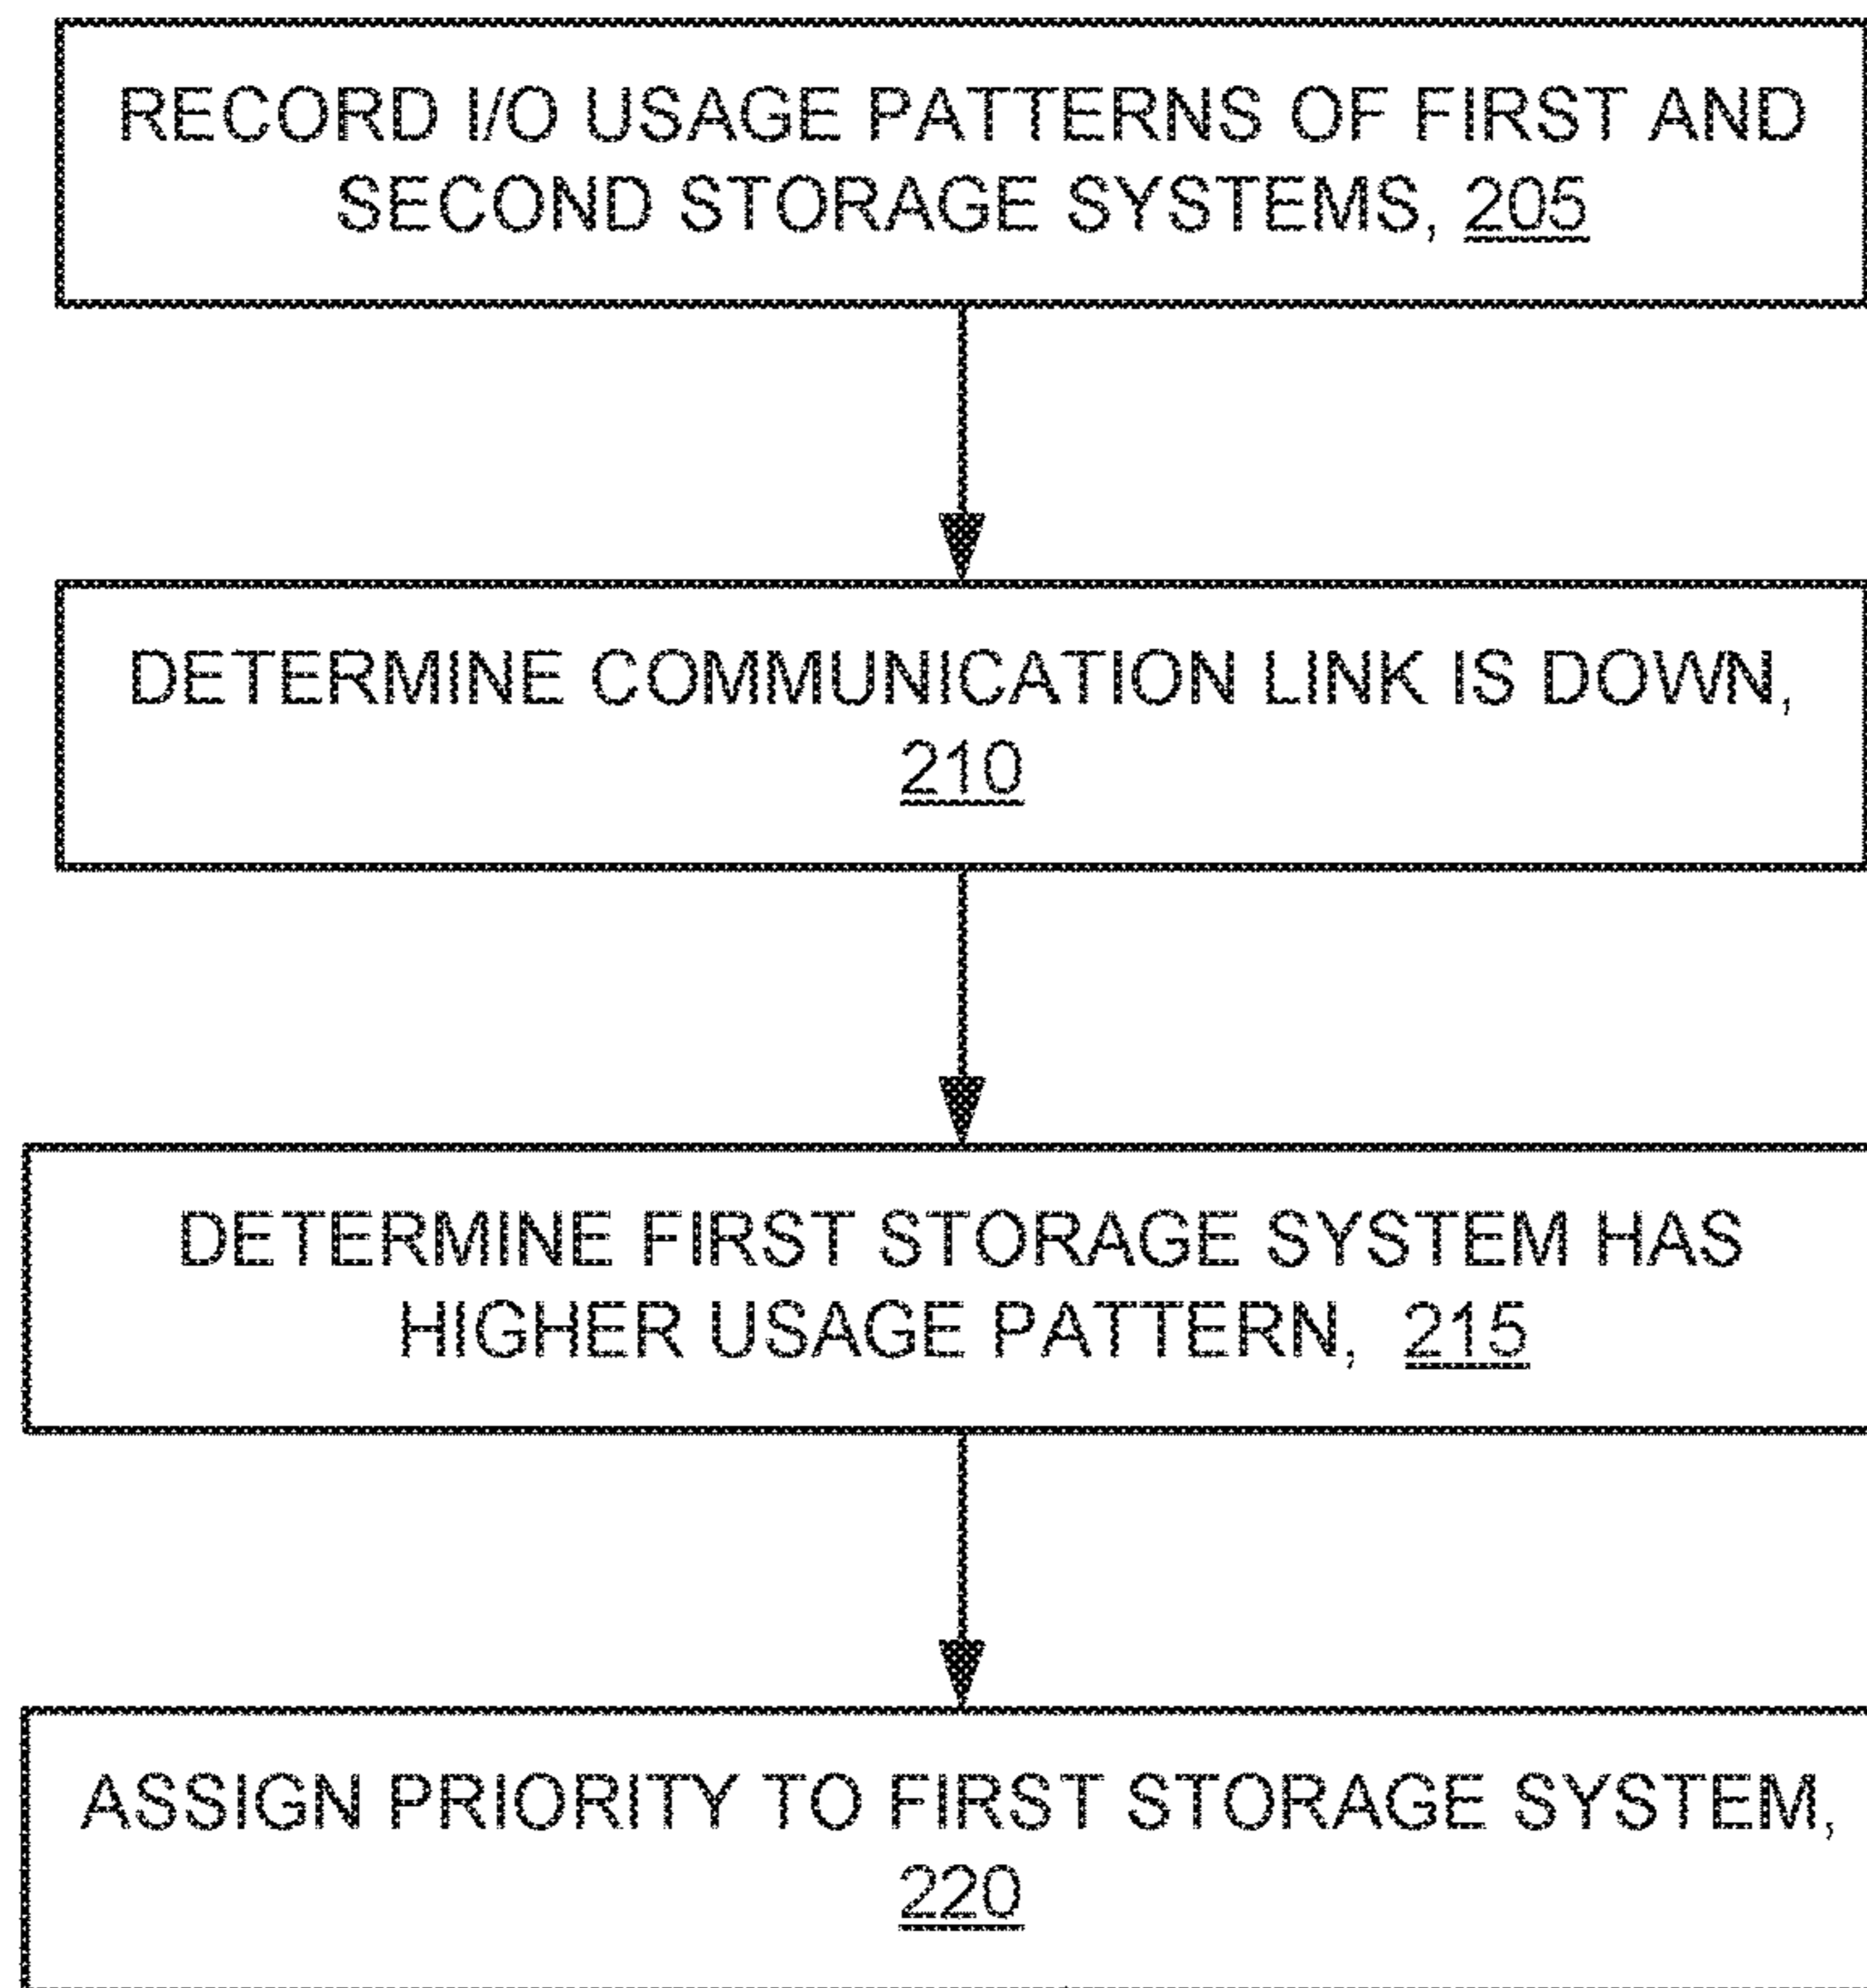 RECORD I/O USAGE PATTERNS OF FIRST AND
SECOND STORAGE SYSTEMS, 205
DETERMINE COMMUNICATION LINK IS DOWN,
210
DETERMINE FIRST STORAGE SYSTEM HAS
HIGHER USAGE PATTERN, 215
ASSIGN PRIORITY TO FIRST STORAGE SYSTEM,
220